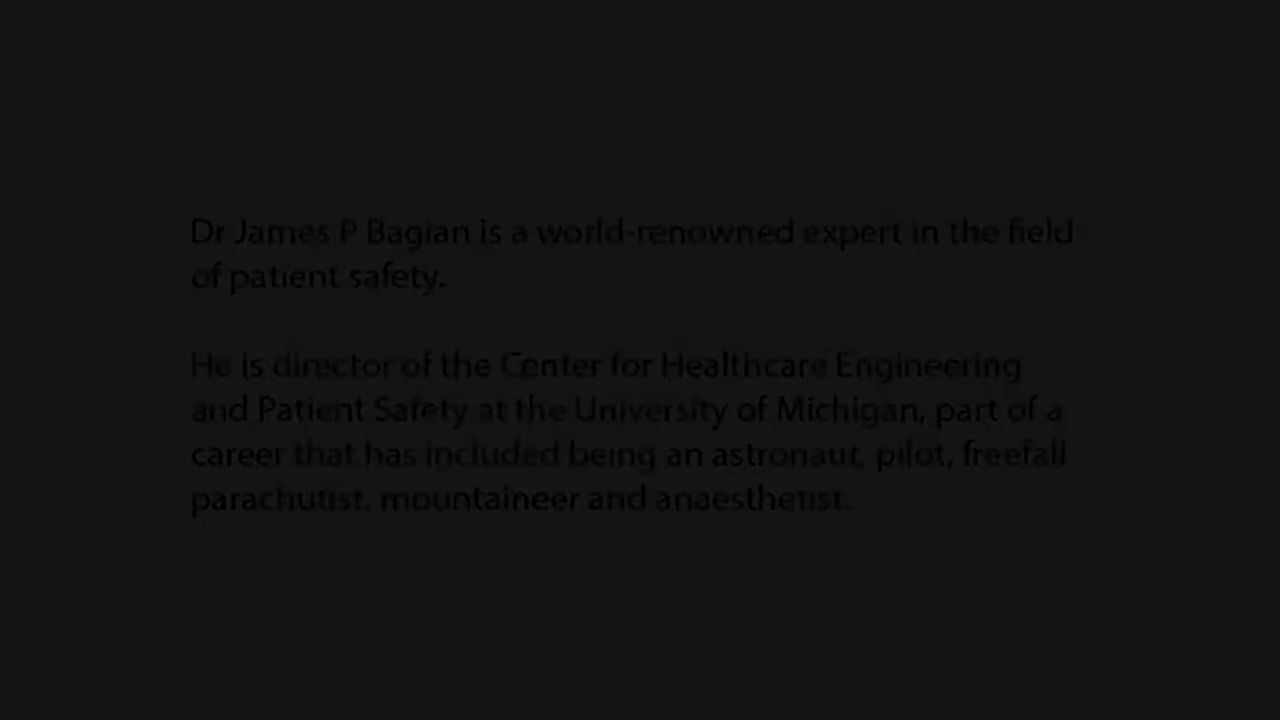 Dr James P Bagian is a world-renowned expert in the field
of patient safety.
He is director of the Center for Healthcare Engineering
and Patient Safety at the University of Michigan, part of a
career that has included being an astronaut, pilot, freefall
parachutist, mountaineer and anaesthetist.